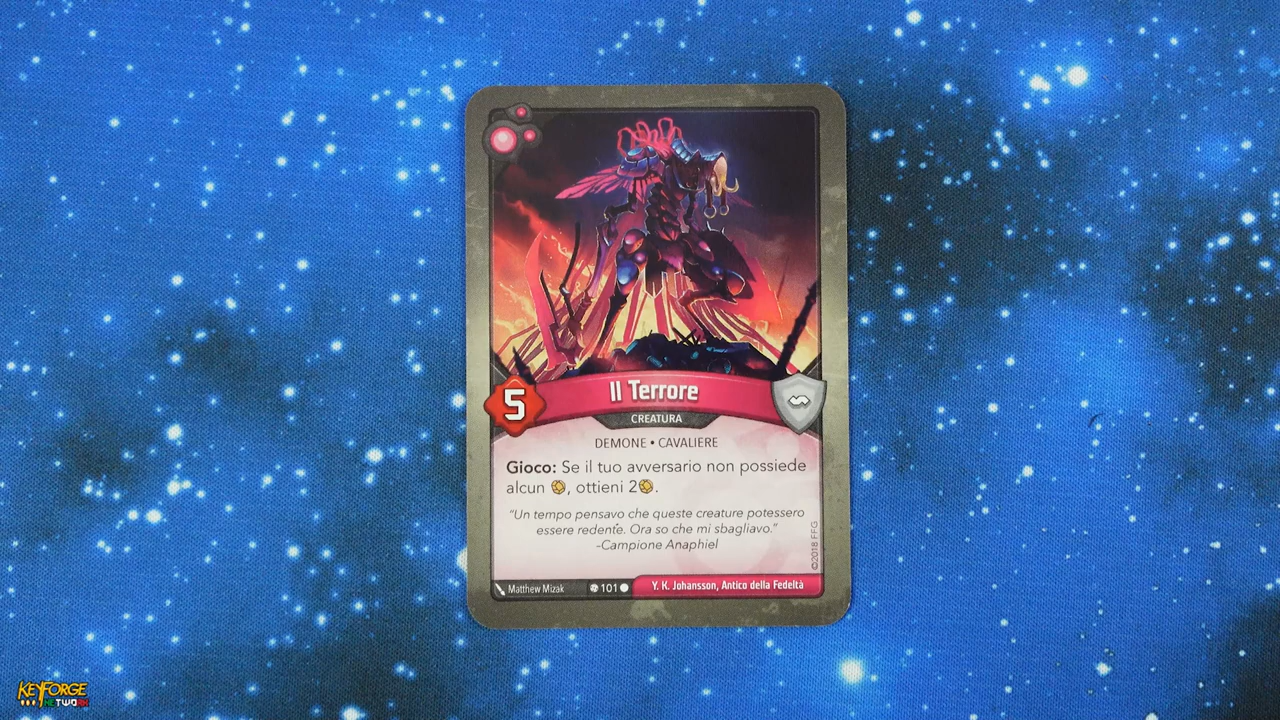 Il Terrore
5
CREATURA
DEMONE • CAVALIERE
Gioco: Se il tuo avversario non possiede
alcun , ottieni 2.
“Un tempo pensavo che queste creature potessero
essere redente. Ora so che mi sbagliavo.”
–Campione Anaphiel
©2018 FFG
Matthew Mizak
101
Y. K. Johansson, Antico della Fedeltà
KEYFORGE
NETWORK